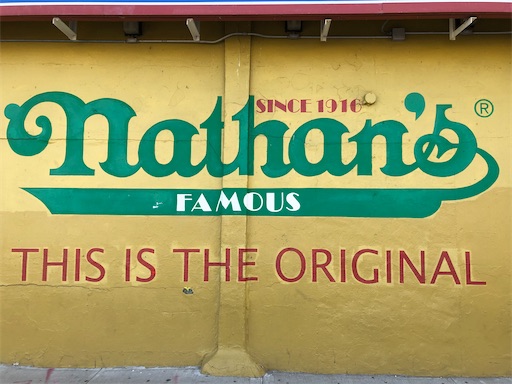 SINCE 1916
Nathan's ®
FAMOUS
THIS IS THE ORIGINAL